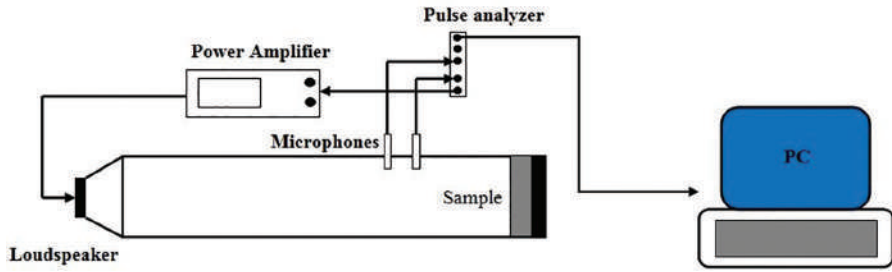 Pulse analyzer
Power Amplifier
Microphones
PC
Sample
Loudspeaker